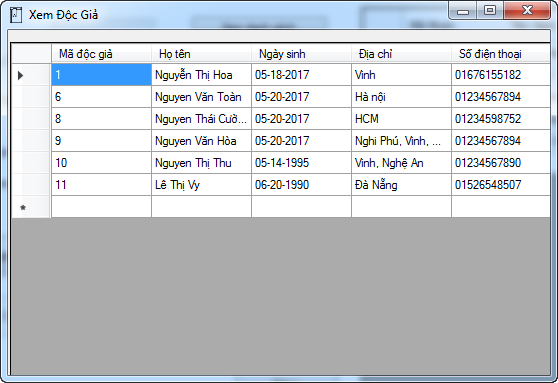 Xem Độc Giả
Mã độc giả Họ tên Ngày sinh Địa chỉ Số điện thoại
1 Nguyễn Thị Hoa 05-18-2017 Vinh 01676155182
6 Nguyen Văn Toàn 05-20-2017 Hà nội 01234567894
8 Nguyen Thái Cườ... 05-20-2017 HCM 01234598752
9 Nguyen Văn Hòa 05-20-2017 Nghi Phú, Vinh, ... 01234567894
10 Nguyen Thị Thu 05-14-1995 Vinh, Nghệ An 01234567890
11 Lê Thị Vy 06-20-1990 Đà Nẵng 01526548507